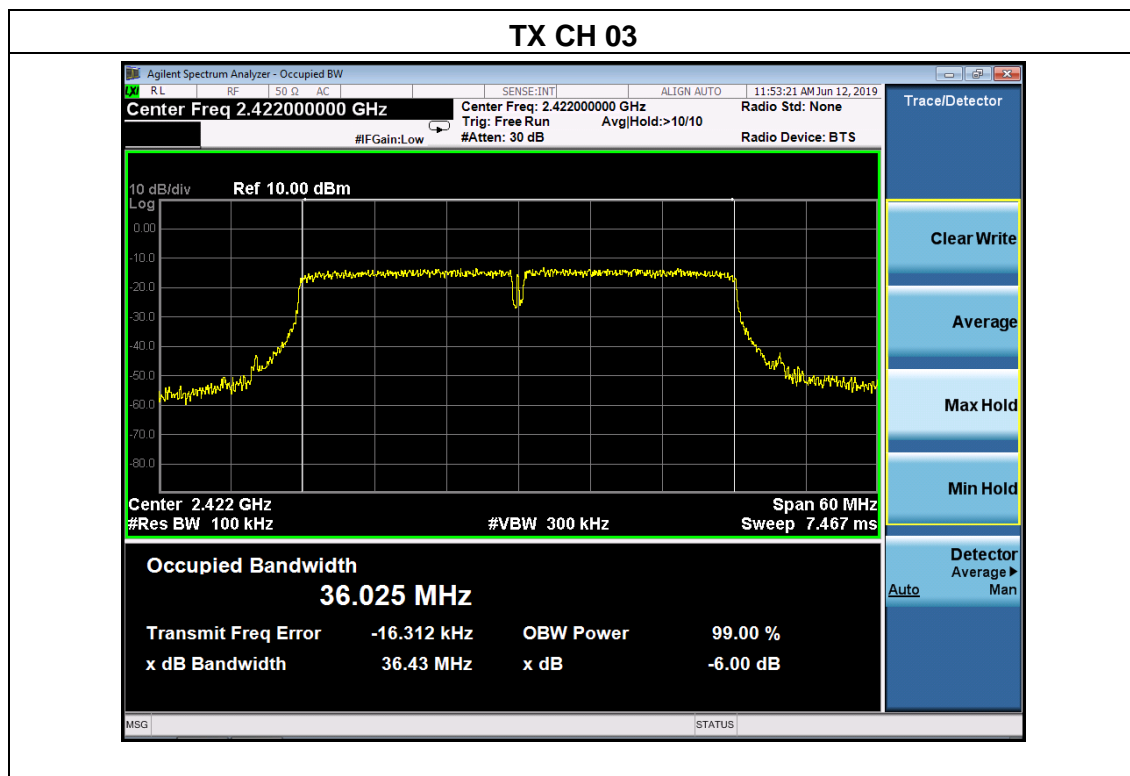 TX CH 03
Agilent Spectrum Analyzer - Occupied BW
LXI RL RF 50 Ω AC SENSE:INT ALIGN AUTO 11:53:21 AM Jun 12, 2019
Center Freq 2.422000000 GHz
Center Freq: 2.422000000 GHz Radio Std: None
Trig: Free Run Avg|Hold:>10/10
#IFGain:Low #Atten: 30 dB Radio Device: BTS
Trace/Detector
10 dB/div Ref 10.00 dBm
Log
0.00
-10.0
-20.0
-30.0
-40.0
-50.0
-60.0
-70.0
-80.0
Center 2.422 GHz Span 60 MHz
#Res BW 100 kHz #VBW 300 kHz Sweep 7.467 ms
Clear Write
Average
Max Hold
Min Hold
Detector
Average▶
Auto Man
Occupied Bandwidth
36.025 MHz
Transmit Freq Error -16.312 kHz OBW Power 99.00 %
x dB Bandwidth 36.43 MHz x dB -6.00 dB
MSG STATUS